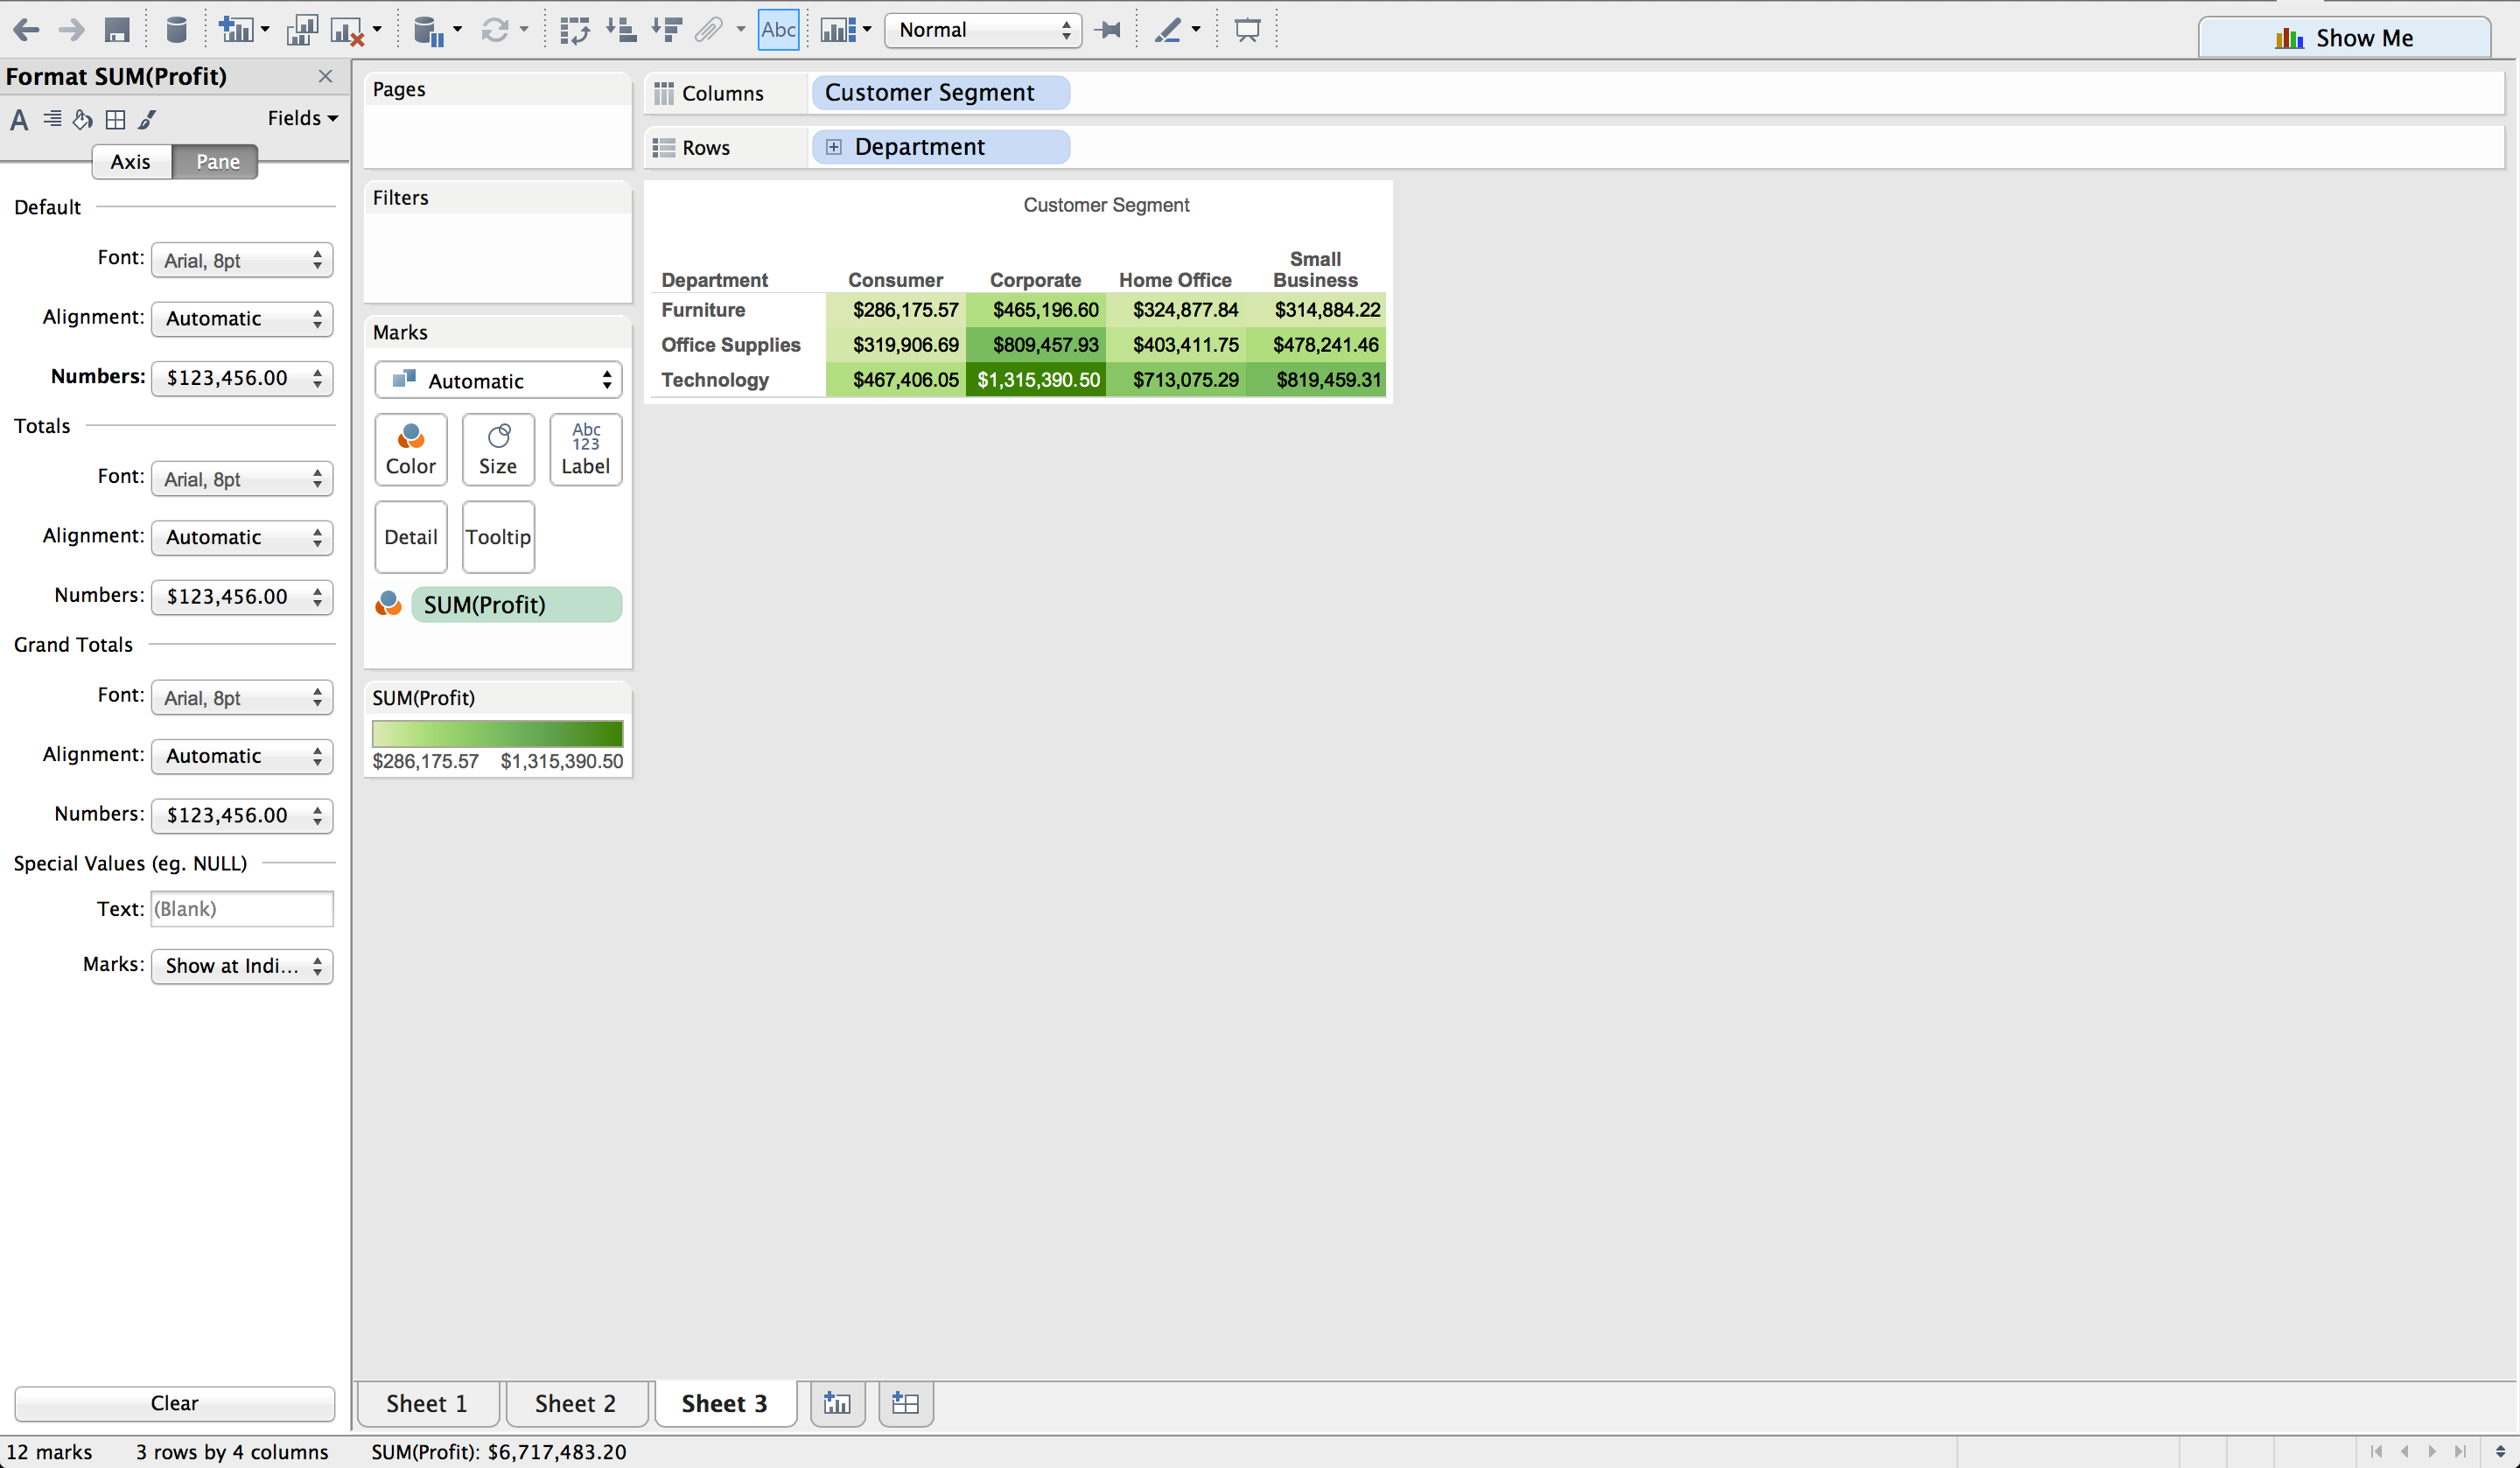 Abc
Normal
Show Me
Format SUM(Profit)
Fields
Axis
Pane
Default
Font: Arial, 8pt
Alignment: Automatic
Numbers: $123,456.00
Totals
Font: Arial, 8pt
Alignment: Automatic
Numbers: $123,456.00
Grand Totals
Font: Arial, 8pt
Alignment: Automatic
Numbers: $123,456.00
Special Values (eg. NULL)
Text: (Blank)
Marks: Show at Indi...
Clear
Pages
Filters
Marks
Automatic
Color
Size
Abc
123
Label
Detail
Tooltip
SUM(Profit)
SUM(Profit)
$286,175.57 $1,315,390.50
Columns Customer Segment
Rows Department
Customer Segment
Department Consumer Corporate Home Office Small
Business
Furniture $286,175.57 $465,196.60 $324,877.84 $314,884.22
Office Supplies $319,906.69 $809,457.93 $403,411.75 $478,241.46
Technology $467,406.05 $1,315,390.50 $713,075.29 $819,459.31
Sheet 1 Sheet 2 Sheet 3
12 marks 3 rows by 4 columns SUM(Profit): $6,717,483.20